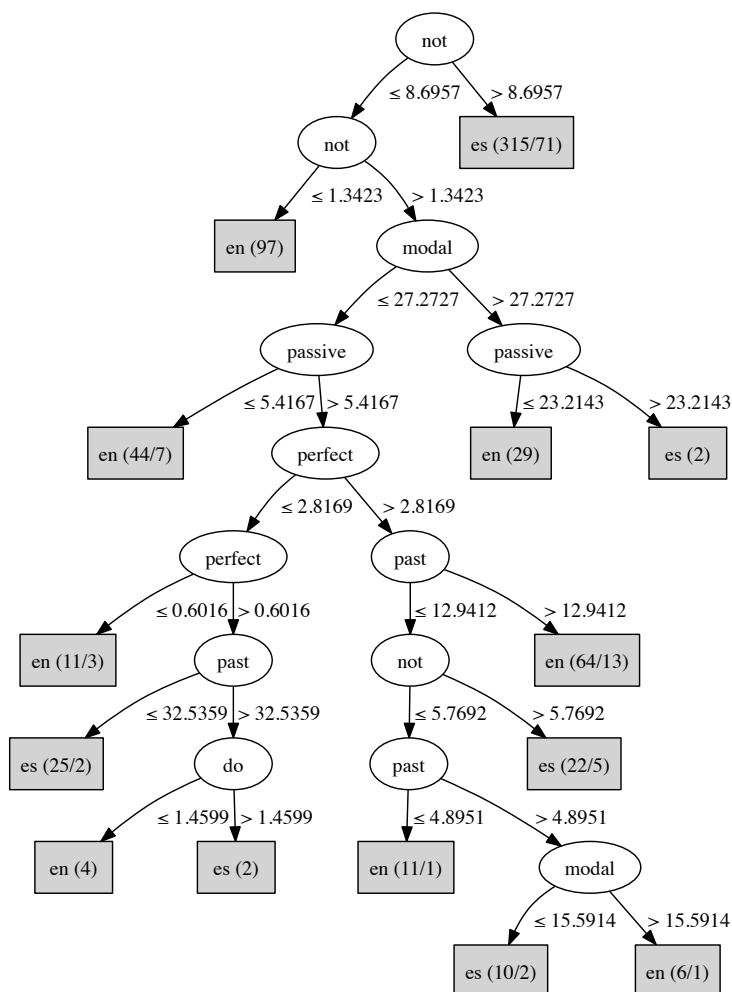 not
≤ 8.6957 > 8.6957
not es (315/71)
≤ 1.3423 > 1.3423
en (97) modal
≤ 27.2727 > 27.2727
passive passive
≤ 5.4167 > 5.4167 ≤ 23.2143 > 23.2143
en (44/7) perfect en (29) es (2)
≤ 2.8169 > 2.8169
perfect past
≤ 0.6016 > 0.6016 ≤ 12.9412 > 12.9412
en (11/3) past not en (64/13)
≤ 32.5359 > 32.5359 ≤ 5.7692 > 5.7692
es (25/2) do past es (22/5)
≤ 1.4599 > 1.4599 ≤ 4.8951 > 4.8951
en (4) es (2) en (11/1) modal
≤ 15.5914 > 15.5914
es (10/2) en (6/1)